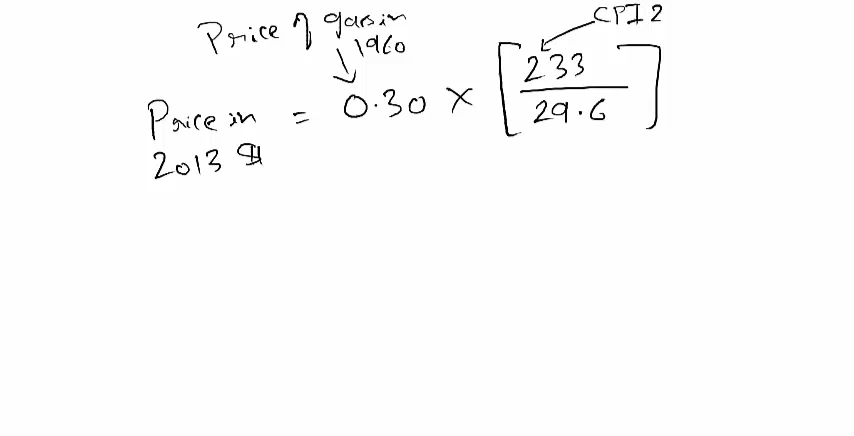 Price of gas in
1960
CPI 2
Price in = 0.30 × [233 / 29.6]
2013 $